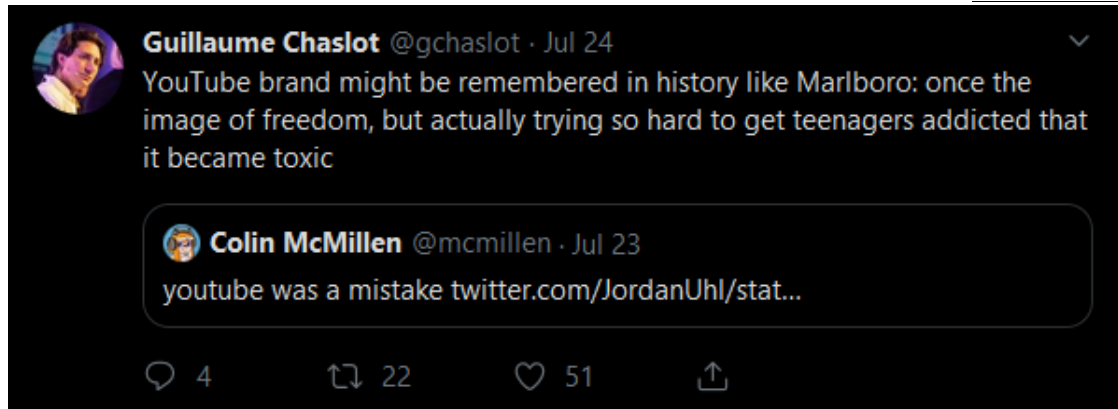 Guillaume Chaslot @gchaslot · Jul 24
YouTube brand might be remembered in history like Marlboro: once the
image of freedom, but actually trying so hard to get teenagers addicted that
it became toxic
Colin McMillen @mcmillen · Jul 23
youtube was a mistake twitter.com/JordanUhl/stat...
4 22 51